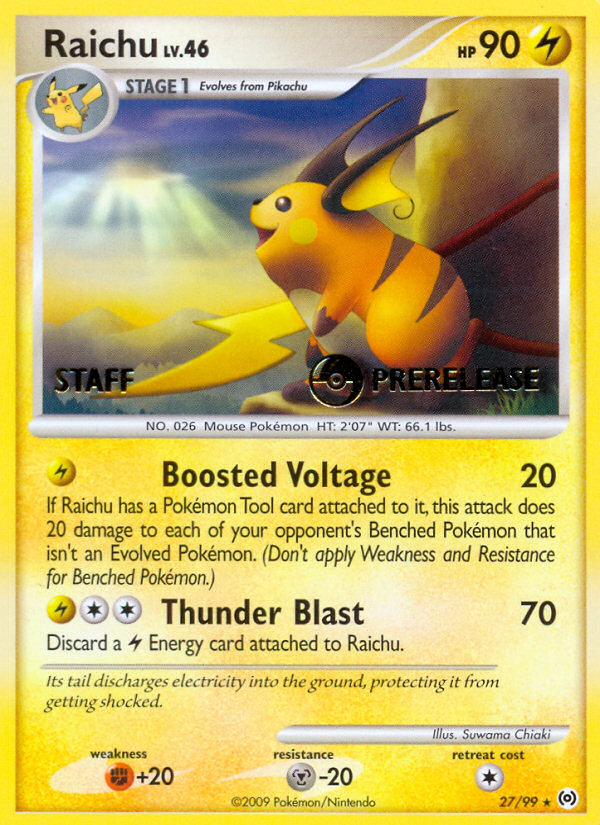 Raichu LV.46 HP 90
STAGE 1 Evolves from Pikachu
STAFF PRERELEASE
NO. 026 Mouse Pokémon HT: 2'07" WT: 66.1 lbs.
Boosted Voltage 20
If Raichu has a Pokémon Tool card attached to it, this attack does
20 damage to each of your opponent's Benched Pokémon that
isn't an Evolved Pokémon. (Don't apply Weakness and Resistance
for Benched Pokémon.)
Thunder Blast 70
Discard a Energy card attached to Raichu.
Its tail discharges electricity into the ground, protecting it from
getting shocked.
Illus. Suwama Chiaki
weakness resistance retreat cost
+20 -20
©2009 Pokémon/Nintendo 27/99 ★